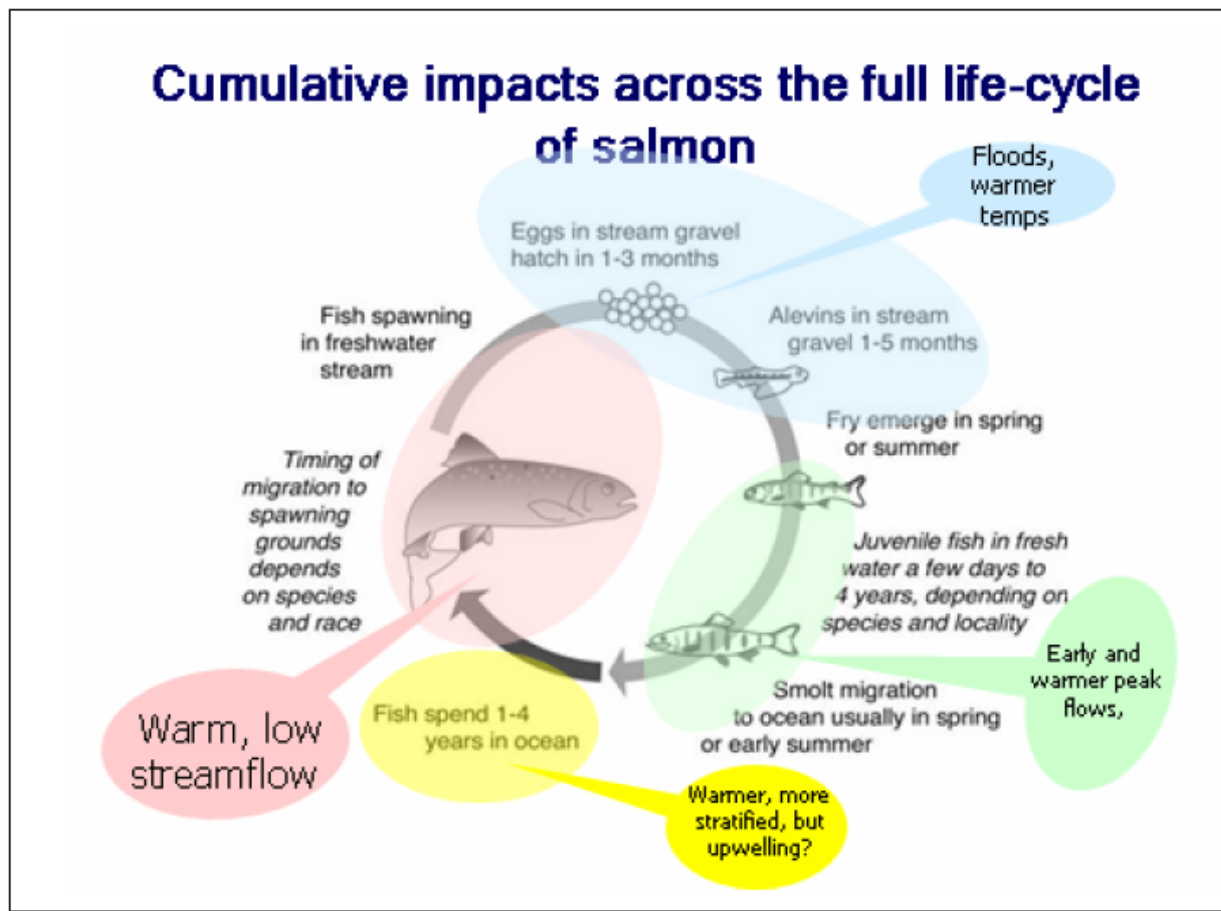 Cumulative impacts across the full life-cycle
of salmon
Floods,
warmer
temps
Eggs in stream gravel
hatch in 1-3 months
Alevins in stream
gravel 1-5 months
Fry emerge in spring
or summer
Juvenile fish in fresh
water a few days to
4 years, depending on
species and locality
Early and
warmer peak
flows,
Smolt migration
to ocean usually in spring
or early summer
Warmer, more
stratified, but
upwelling?
Fish spend 1-4
years in ocean
Warm, low
streamflow
Timing of
migration to
spawning
grounds
depends
on species
and race
Fish spawning
in freshwater
stream